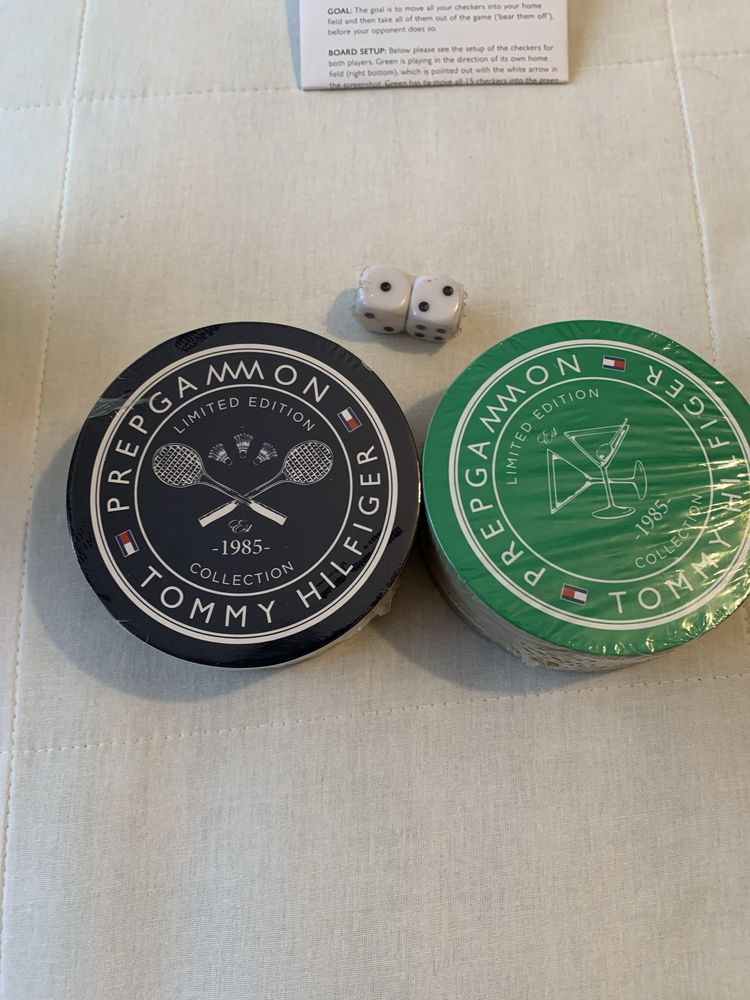 GOAL: The goal is to move all your checkers into your home
field and then take all of them out of the game ('bear them off'),
before your opponent does so.
BOARD SETUP: Below please see the setup of the checkers for
both players. Green is playing in the direction of its own home
field (right bottom), which is pointed out with the white arrow in
the screenshot. Green has to move all 15 checkers into the green
PREPGAMMON
LIMITED EDITION
Est
-1985-
COLLECTION
TOMMY HILFIGER
PREPGAMMON
LIMITED EDITION
Est
-1985-
COLLECTION
TOMMY HILFIGER